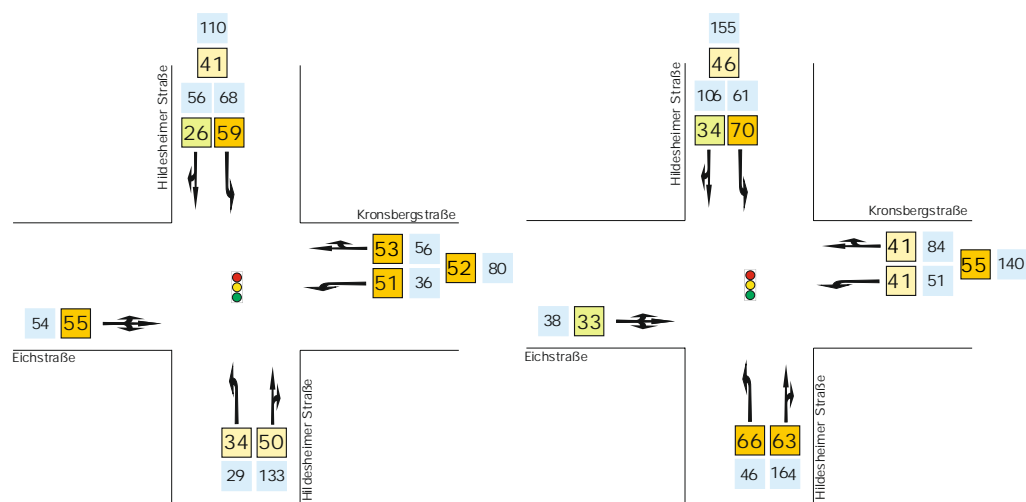 110
41
56 68
26 59
Hildesheimer Straße
Kronsbergstraße
53 56
52 80
51 36
54 55
Eichstraße
34 50
29 133
Hildesheimer Straße
155
46
106 61
34 70
Hildesheimer Straße
Kronsbergstraße
41 84
55 140
41 51
38 33
Eichstraße
66 63
46 164
Hildesheimer Straße